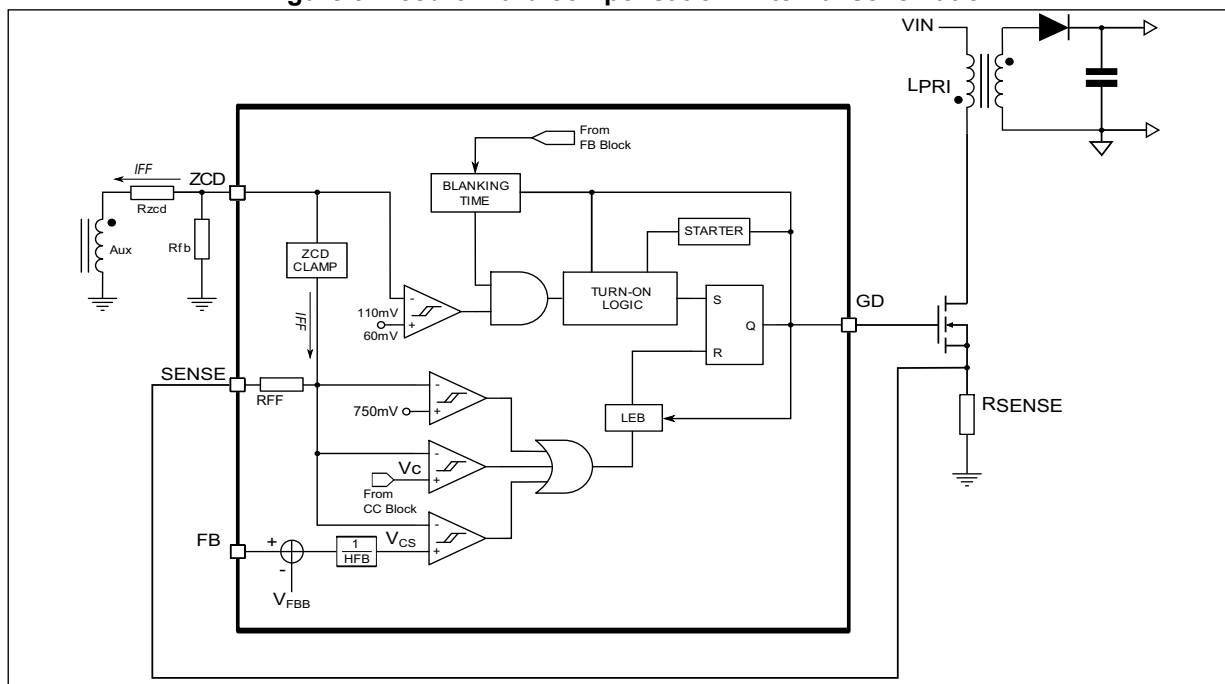 VIN
LPRI
From
FB Block
IFF
ZCD
BLANKING
TIME
Rzcd
STARTER
Aux
Rfb
ZCD
CLAMP
TURN-ON
LOGIC
S
GD
110mV
60mV
Q
IFF
R
SENSE
RFF
750mV
LEB
RSENSE
Vc
From
CC Block
FB
+
-
1
HFB
VCS
VFBB
-
+
-
+
-
+
-
+